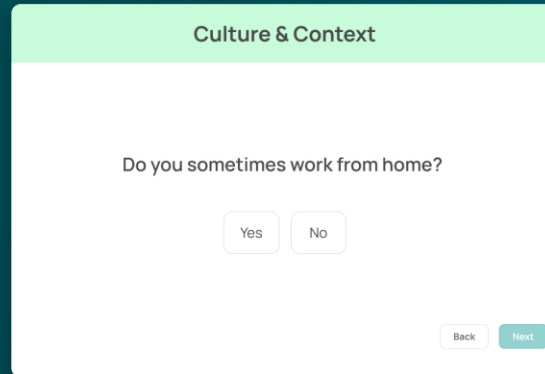 Culture & Context
Do you sometimes work from home?
Yes No
Back Next